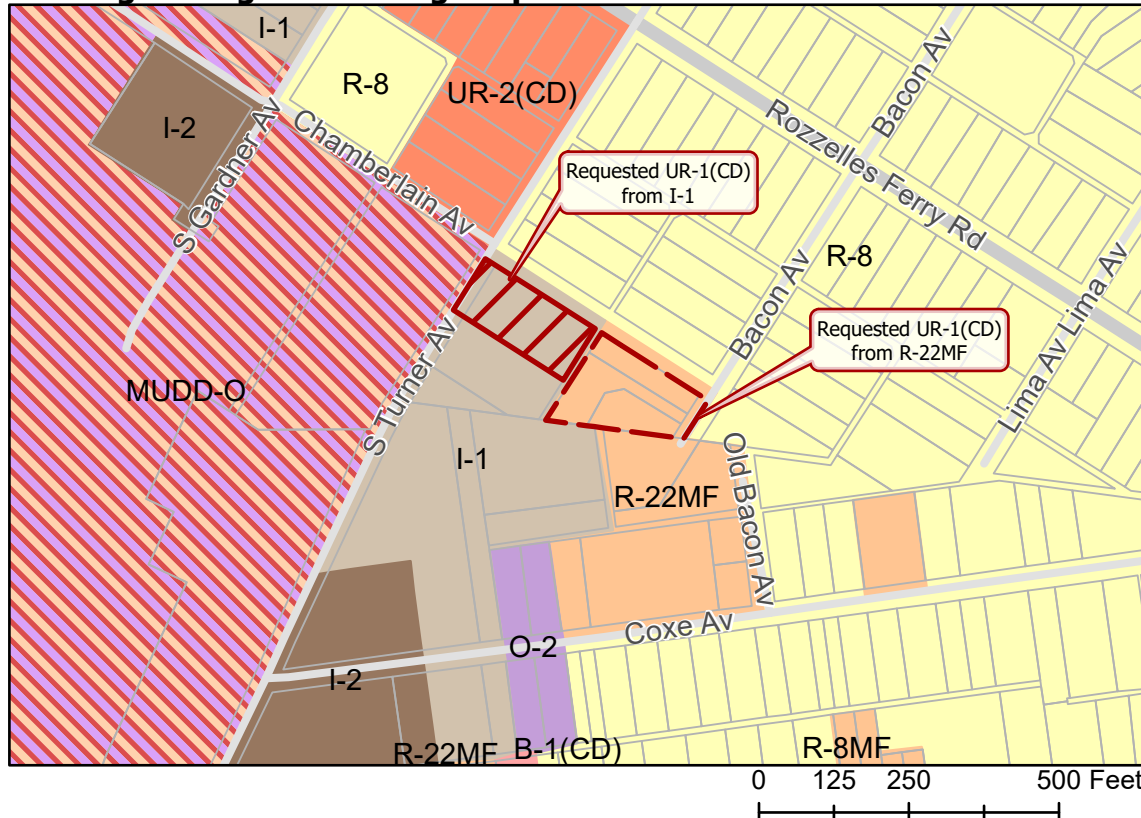 I-1
R-8
UR-2(CD)
Bacon Av
I-2
S Gardner Av
Chamberlain Av
Rozzelles Ferry Rd
Requested UR-1(CD)
from I-1
R-8
Lima Av
Lima Av
Bacon Av
Requested UR-1(CD)
from R-22MF
MUDD-O
S Turner Av
I-1
R-22MF
Old Bacon Av
Coxe Av
O-2
I-2
R-22MF
B-1(CD)
R-8MF
0 125 250 500 Feet